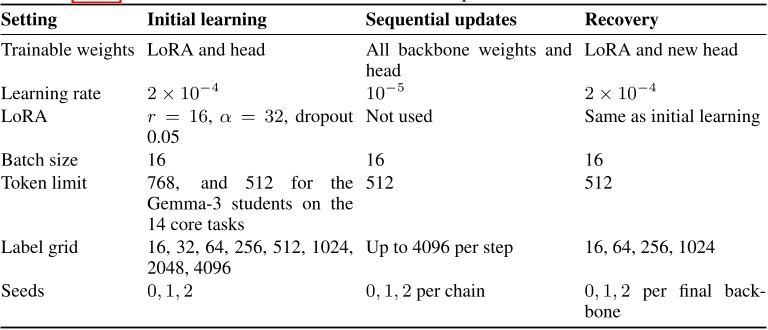 Setting Initial learning Sequential updates Recovery
Trainable weights LoRA and head All backbone weights and head LoRA and new head
Learning rate 2 × 10⁻⁴ 10⁻⁵ 2 × 10⁻⁴
LoRA r = 16, α = 32, dropout 0.05 Not used Same as initial learning
Batch size 16 16 16
Token limit 768, and 512 for the Gemma-3 students on the 14 core tasks 512 512
Label grid 16, 32, 64, 256, 512, 1024, 2048, 4096 Up to 4096 per step 16, 64, 256, 1024
Seeds 0, 1, 2 0, 1, 2 per chain 0, 1, 2 per final back-bone